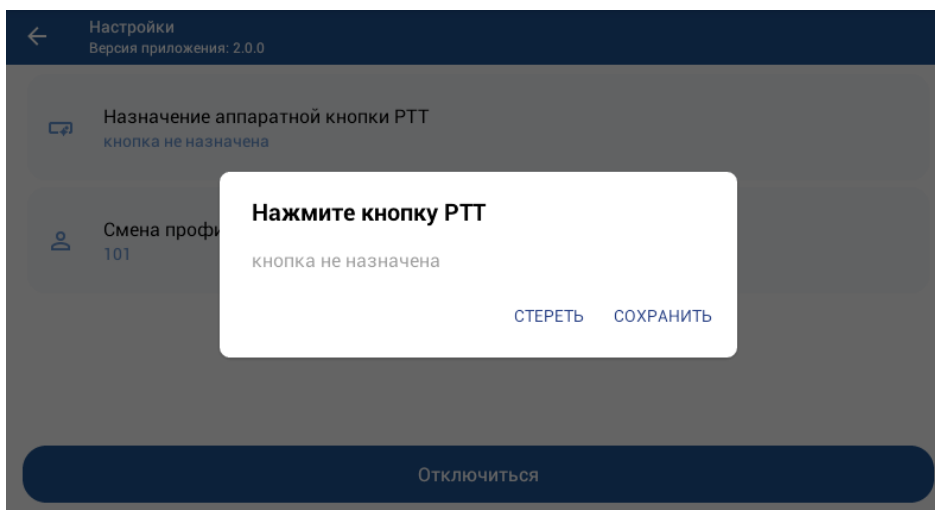 Настройки
Версия приложения: 2.0.0
Назначение аппаратной кнопки PTT
кнопка не назначена
Нажмите кнопку PTT
Смена
101
кнопка не назначена
СТЕРЕТЬ СОХРАНИТЬ
Отключиться